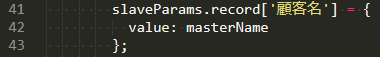 41 slaveParams.record['顧客名'] = {
42 value: masterName
43 };